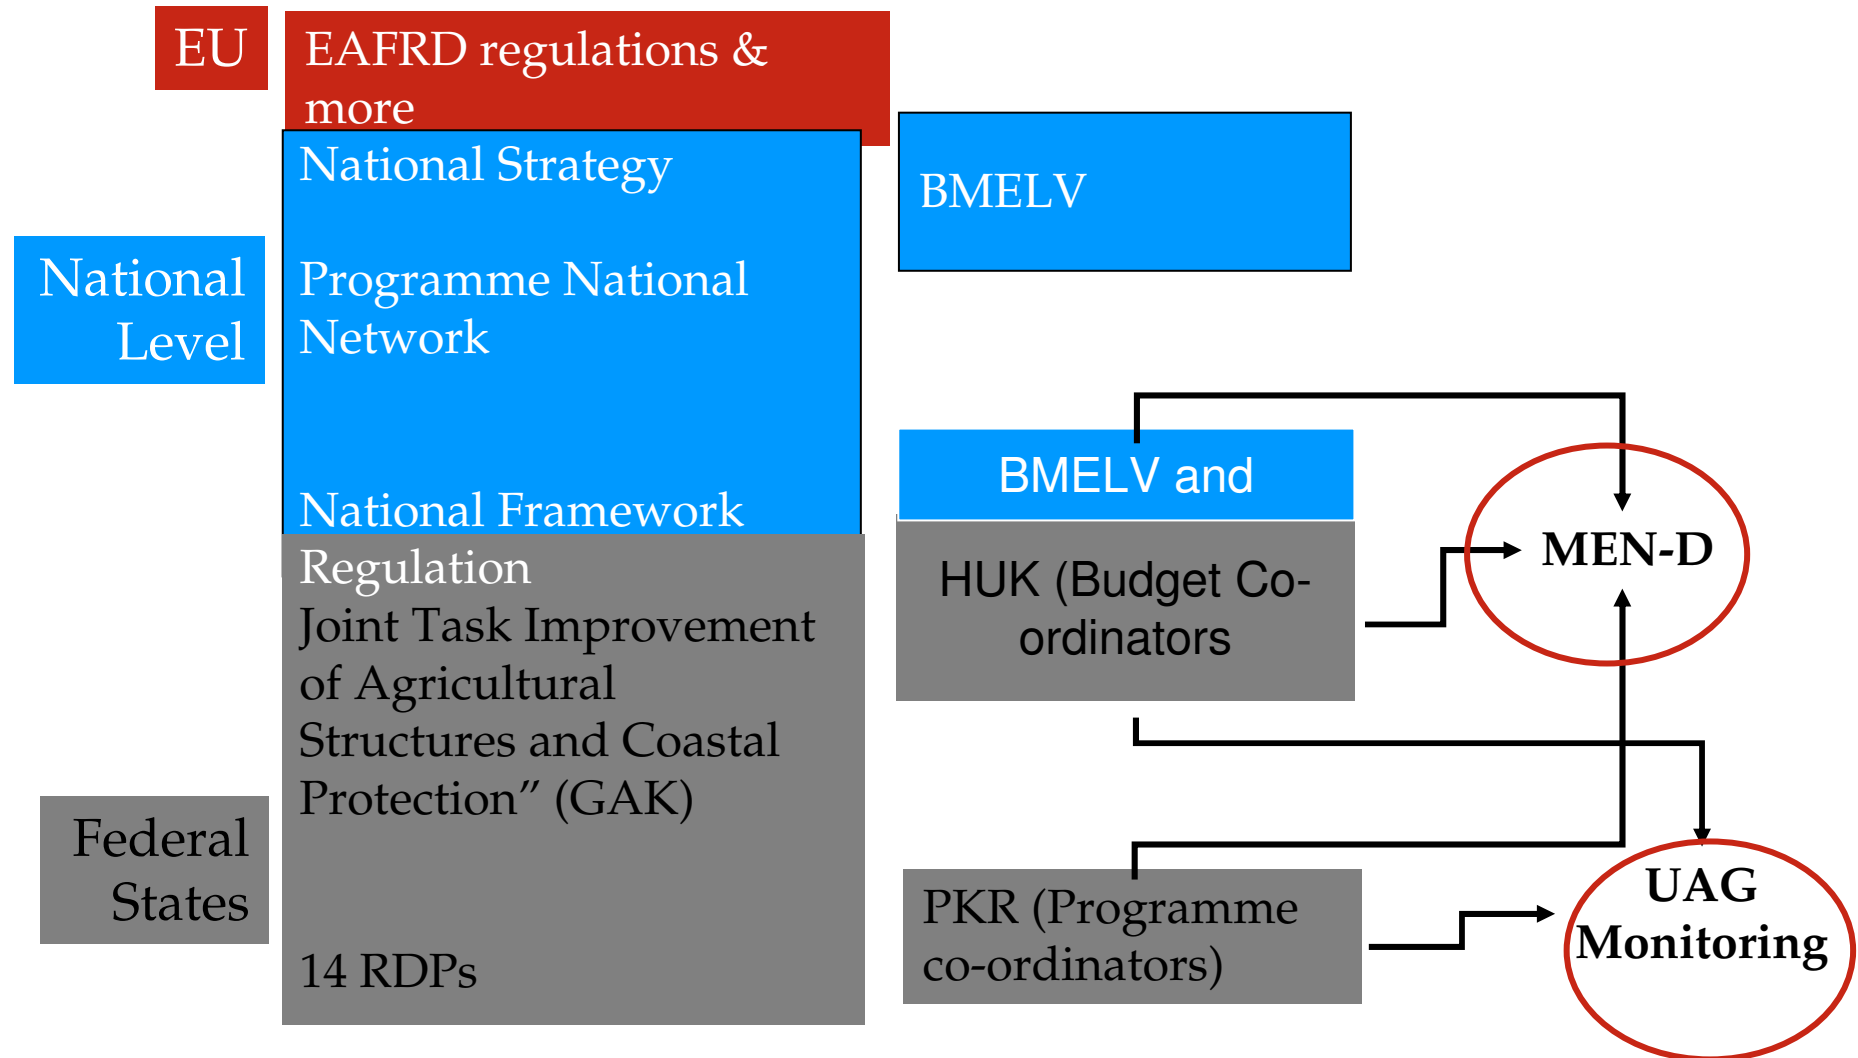 EU
EAFRD regulations &
more
National Strategy
BMELV
National
Level
Programme National
Network
National Framework
Regulation
Joint Task Improvement
of Agricultural
Structures and Coastal
Protection” (GAK)
BMELV and
HUK (Budget Co-
ordinators
MEN-D
Federal
States
14 RDPs
PKR (Programme
co-ordinators)
UAG
Monitoring